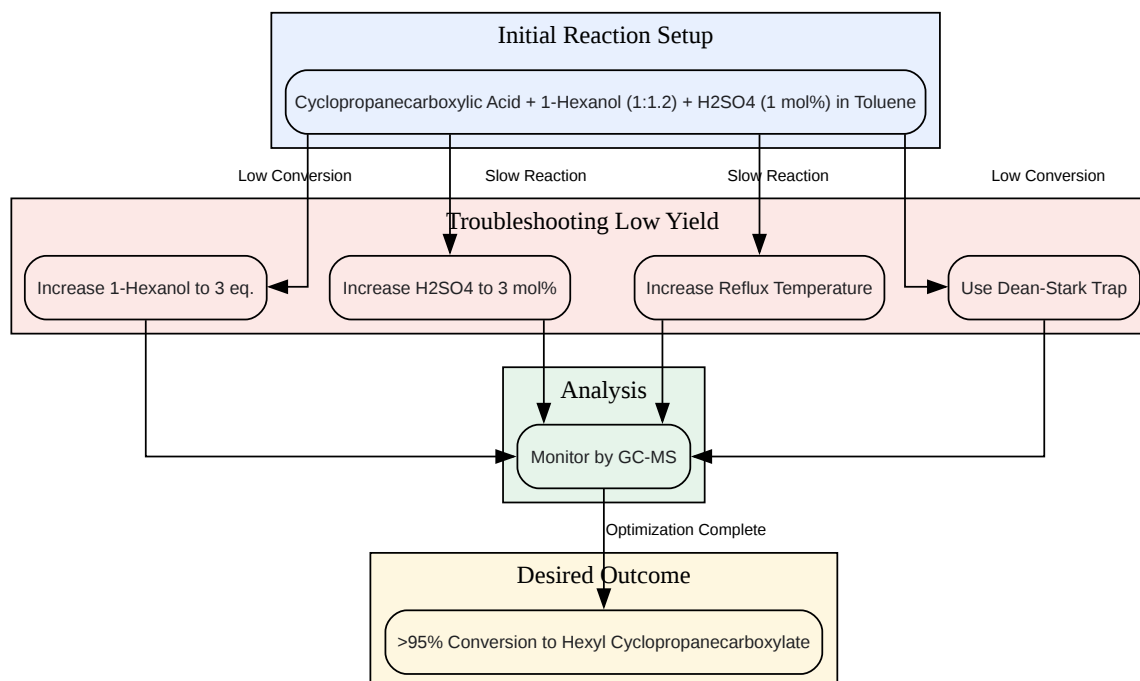 Initial Reaction Setup
Cyclopropanecarboxylic Acid + 1-Hexanol (1:1.2) + H2SO4 (1 mol%) in Toluene
Low Conversion
Slow Reaction
Slow Reaction
Low Conversion
Troubleshooting Low Yield
Increase 1-Hexanol to 3 eq.
Increase H2SO4 to 3 mol%
Increase Reflux Temperature
Use Dean-Stark Trap
Analysis
Monitor by GC-MS
Optimization Complete
Desired Outcome
>95% Conversion to Hexyl Cyclopropanecarboxylate